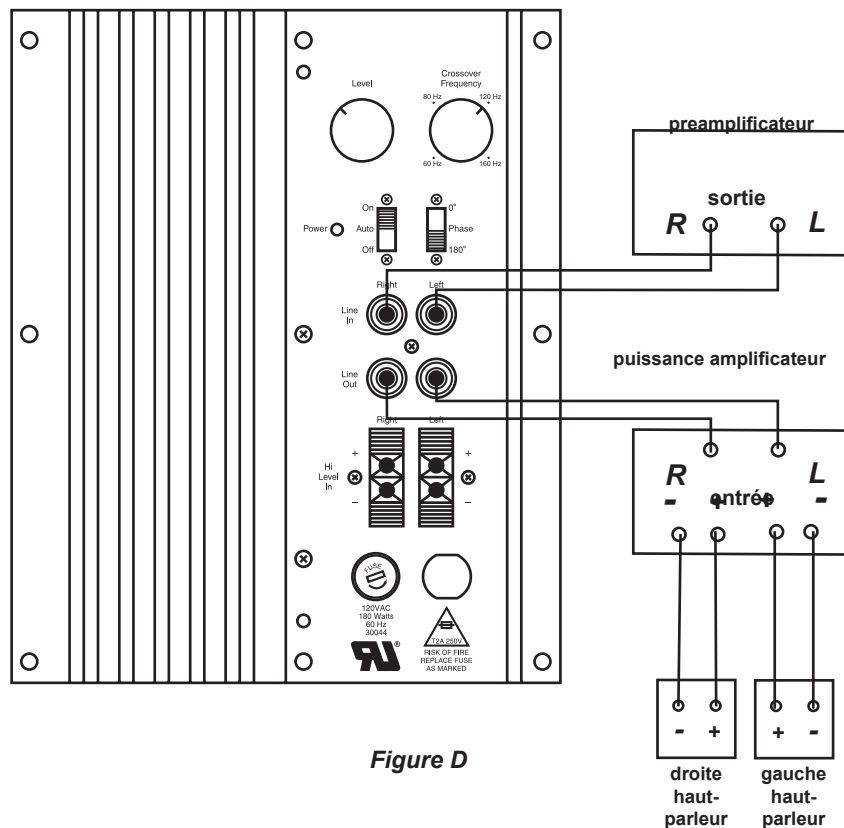 Level
Crossover
Frequency
80 Hz
120 Hz
60 Hz
160 Hz
On
Auto
Off
Power
0°
Phase
180°
Right
Left
Line
In
Line
Out
Right
Left
+
+
Hi
Level
In
–
–
FUSE
120VAC
180 Watts
60 Hz
30044
®
T2A 250V
RISK OF FIRE
REPLACE FUSE
AS MARKED
preamplificateur
sortie
R
L
puissance amplificateur
R
L
entrée
- + + -
- +
+ -
droite
haut-
parleur
gauche
haut-
parleur
Figure D